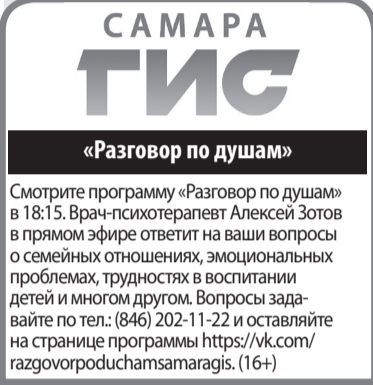 САМАРА
ГИС
«Разговор по душам»
Смотрите программу «Разговор по душам»
в 18:15. Врач-психотерапевт Алексей Зотов
в прямом эфире ответит на ваши вопросы
о семейных отношениях, эмоциональных
проблемах, трудностях в воспитании
детей и многом другом. Вопросы зада-
вайте по тел.: (846) 202-11-22 и оставляйте
на странице программы https://vk.com/
razgovorpoduchamsamaragis. (16+)